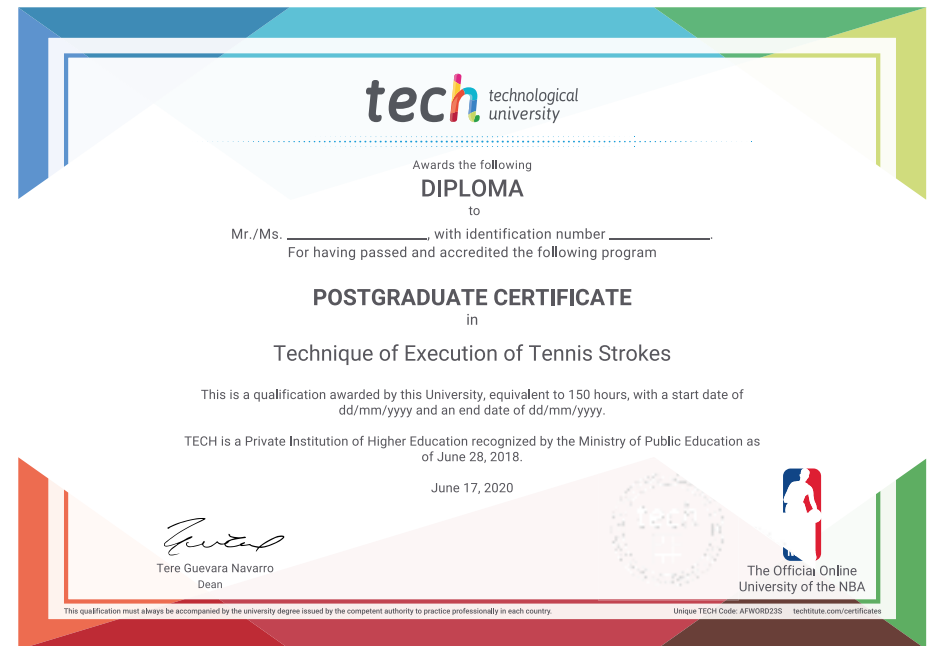 tech technological
university
Awards the following
DIPLOMA
to
Mr./Ms. ____________________, with identification number ______________.
For having passed and accredited the following program
POSTGRADUATE CERTIFICATE
in
Technique of Execution of Tennis Strokes
This is a qualification awarded by this University, equivalent to 150 hours, with a start date of
dd/mm/yyyy and an end date of dd/mm/yyyy.
TECH is a Private Institution of Higher Education recognized by the Ministry of Public Education as
of June 28, 2018.
June 17, 2020
Tere Guevara Navarro
Dean
The Official Online
University of the NBA
This qualification must always be accompanied by the university degree issued by the competent authority to practice professionally in each country.
Unique TECH Code: AFWORD23S techtitute.com/certificates